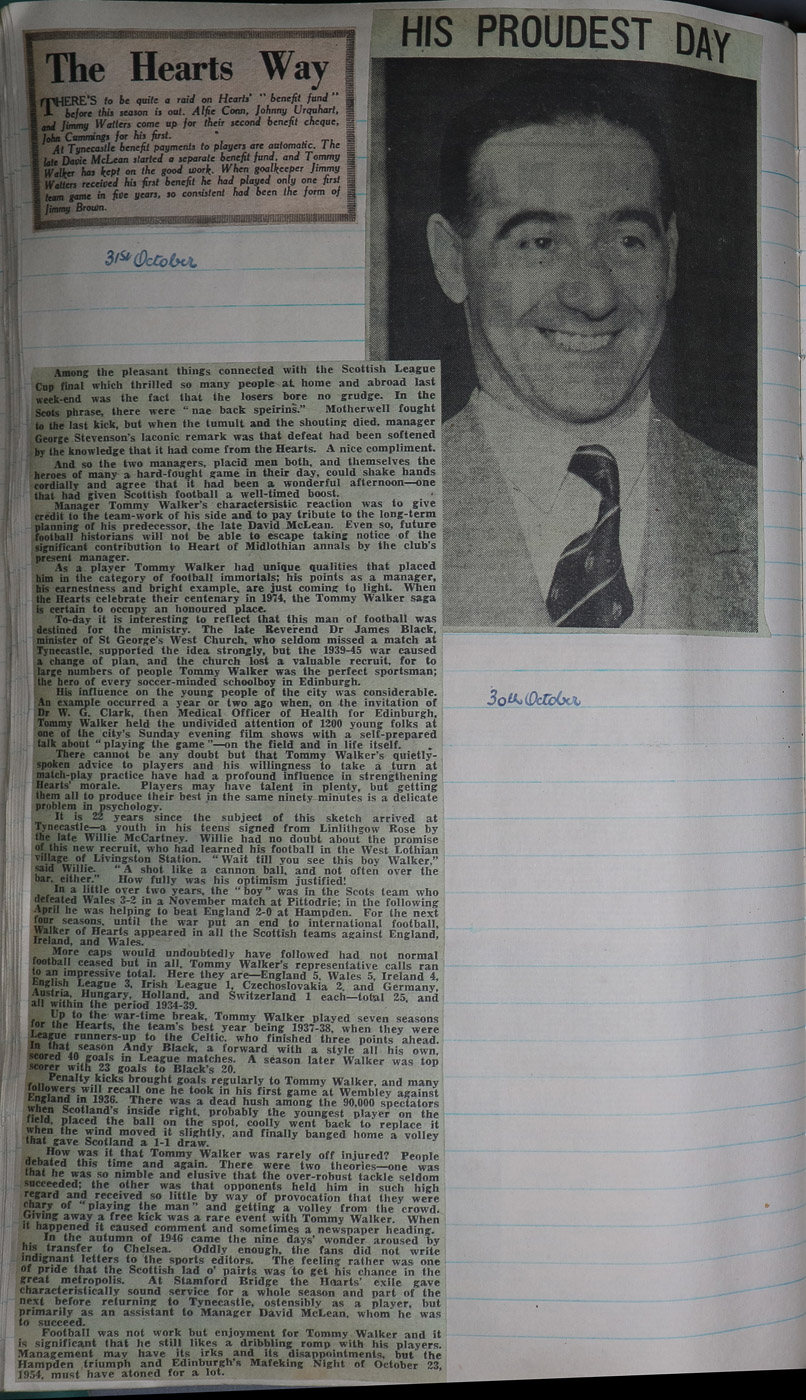 The Hearts Way
THERE'S to be quite a raid on Hearts' "benefit fund"
before this season is out. Alfie Conn, Johnny Urquhart,
and Jimmy Watters come up for their second benefit cheque,
John Cummings for his first.
At Tynecastle benefit payments to players are automatic. The
late Davie McLean started a separate benefit fund, and Tommy
Walker has kept on the good work. When goalkeeper Jimmy
Watters received his first benefit he had played only one first
team game in five years, so consistent had been the form of
Jimmy Brown.
31st October
HIS PROUDEST DAY
30th October
Among the pleasant things connected with the Scottish League
Cup final which thrilled so many people at home and abroad last
week-end was the fact that the losers bore no grudge. In the
Scots phrase, there were "nae back speirins." Motherwell fought
to the last kick, but when the tumult and the shouting died, manager
George Stevenson's laconic remark was that defeat had been softened
by the knowledge that it had come from the Hearts. A nice compliment.
And so the two managers, placid men both, and themselves the
heroes of many a hard-fought game in their day, could shake hands
cordially and agree that it had been a wonderful afternoon—one
that had given Scottish football a well-timed boost.
Manager Tommy Walker's charactersistic reaction was to give
credit to the team-work of his side and to pay tribute to the long-term
planning of his predecessor, the late David McLean. Even so, future
football historians will not be able to escape taking notice of the
significant contribution to Heart of Midlothian annals by the club's
present manager.
As a player Tommy Walker had unique qualities that placed
him in the category of football immortals; his points as a manager,
his earnestness and bright example, are just coming to light. When
the Hearts celebrate their centenary in 1974, the Tommy Walker saga
is certain to occupy an honoured place.
To-day it is interesting to reflect that this man of football was
destined for the ministry. The late Reverend Dr James Black,
minister of St George's West Church, who seldom missed a match at
Tynecastle, supported the idea strongly, but the 1939-45 war caused
a change of plan, and the church lost a valuable recruit, for to
large numbers of people Tommy Walker was the perfect sportsman;
the hero of every soccer-minded schoolboy in Edinburgh.
His influence on the young people of the city was considerable.
An example occurred a year or two ago when, on the invitation of
Dr W. G. Clark, then Medical Officer of Health for Edinburgh,
Tommy Walker held the undivided attention of 1200 young folks at
one of the city's Sunday evening film shows with a self-prepared
talk about "playing the game"—on the field and in life itself.
There cannot be any doubt but that Tommy Walker's quietly-
spoken advice to players and his willingness to take a turn at
match-play practice have had a profound influence in strengthening
Hearts' morale. Players may have talent in plenty, but getting
them all to produce their best in the same ninety minutes is a delicate
problem in psychology.
It is 22 years since the subject of this sketch arrived at
Tynecastle—a youth in his teens signed from Linlithgow Rose by
the late Willie McCartney. Willie had no doubt about the promise
of this new recruit, who had learned his football in the West Lothian
village of Livingston Station. "Wait till you see this boy Walker,"
said Willie. "A shot like a cannon ball, and not often over the
bar, either." How fully was his optimism justified!
In a little over two years, the "boy" was in the Scots team who
defeated Wales 3-2 in a November match at Pittodrie; in the following
April he was helping to beat England 2-0 at Hampden. For the next
four seasons, until the war put an end to international football,
Walker of Hearts appeared in all the Scottish teams against England,
Ireland, and Wales.
More caps would undoubtedly have followed had not normal
football ceased but in all, Tommy Walker's representative calls ran
to an impressive total. Here they are—England 5, Wales 5, Ireland 4,
English League 3, Irish League 1, Czechoslovakia 2, and Germany,
Austria, Hungary, Holland, and Switzerland 1 each—total 25, and
all within the period 1934-39.
Up to the war-time break, Tommy Walker played seven seasons
for the Hearts, the team's best year being 1937-38, when they were
League runners-up to the Celtic, who finished three points ahead.
In that season Andy Black, a forward with a style all his own,
scored 40 goals in League matches. A season later Walker was top
scorer with 23 goals to Black's 20.
Penalty kicks brought goals regularly to Tommy Walker, and many
followers will recall one he took in his first game at Wembley against
England in 1936. There was a dead hush among the 90,000 spectators
when Scotland's inside right, probably the youngest player on the
field, placed the ball on the spot, coolly went back to replace it
when the wind moved it slightly, and finally banged home a volley
that gave Scotland a 1-1 draw.
How was it that Tommy Walker was rarely off injured? People
debated this time and again. There were two theories—one was
that he was so nimble and elusive that the over-robust tackle seldom
succeeded; the other was that opponents held him in such high
regard and received so little by way of provocation that they were
chary of "playing the man" and getting a volley from the crowd.
Giving away a free kick was a rare event with Tommy Walker. When
it happened it caused comment and sometimes a newspaper heading.
In the autumn of 1946 came the nine days' wonder aroused by
his transfer to Chelsea. Oddly enough, the fans did not write
indignant letters to the sports editors. The feeling rather was one
of pride that the Scottish lad o' pairts was to get his chance in the
great metropolis. At Stamford Bridge the Hearts' exile gave
characteristically sound service for a whole season and part of the
next before returning to Tynecastle, ostensibly as a player, but
primarily as an assistant to Manager David McLean, whom he was
to succeed.
Football was not work but enjoyment for Tommy Walker and it
is significant that he still likes a dribbling romp with his players.
Management may have its irks and its disappointments, but the
Hampden triumph and Edinburgh's Mafeking Night of October 23,
1954, must have atoned for a lot.